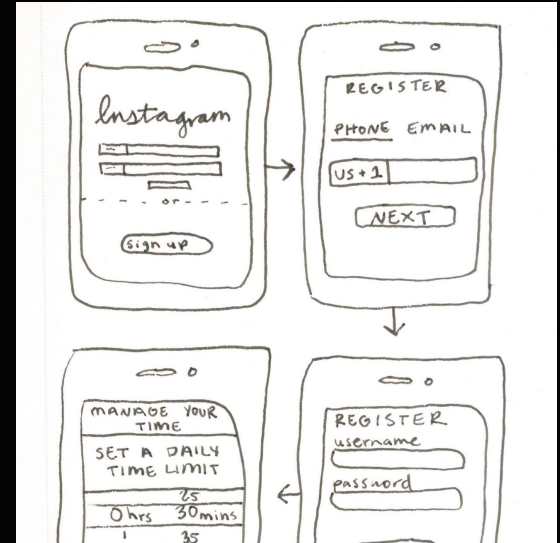 Instagram
or
sign up
REGISTER
PHONE EMAIL
US+1
NEXT
REGISTER
username
password
MANAGE YOUR
TIME
SET A DAILY
TIME LIMIT
25
0hrs 30mins
1 35